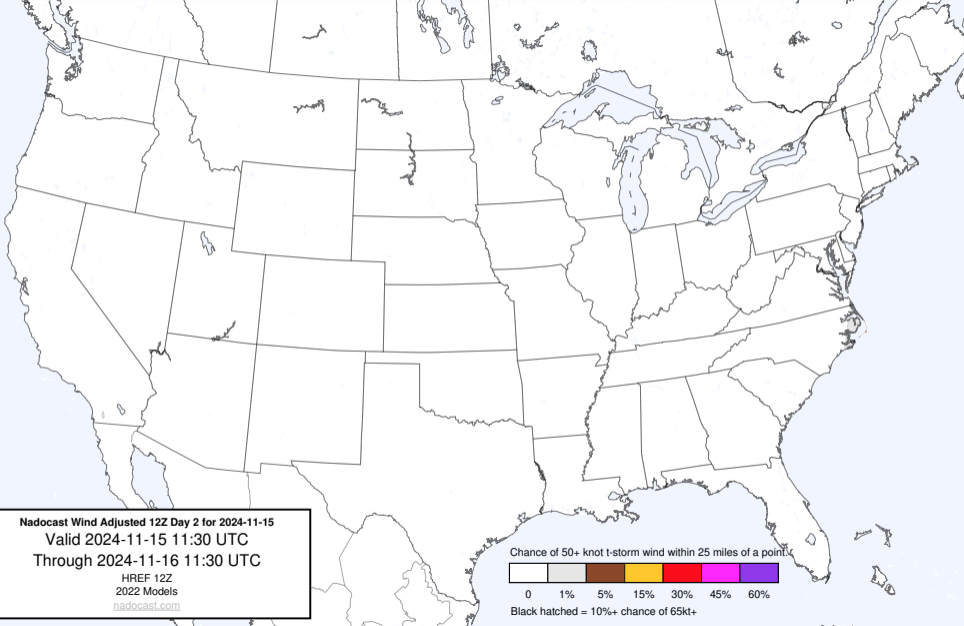 Nadocast Wind Adjusted 12Z Day 2 for 2024-11-15
Valid 2024-11-15 11:30 UTC
Through 2024-11-16 11:30 UTC
HREF 12Z
2022 Models
nadocast.com
Chance of 50+ knot t-storm wind within 25 miles of a point.
0 1% 5% 15% 30% 45% 60%
Black hatched = 10%+ chance of 65kt+